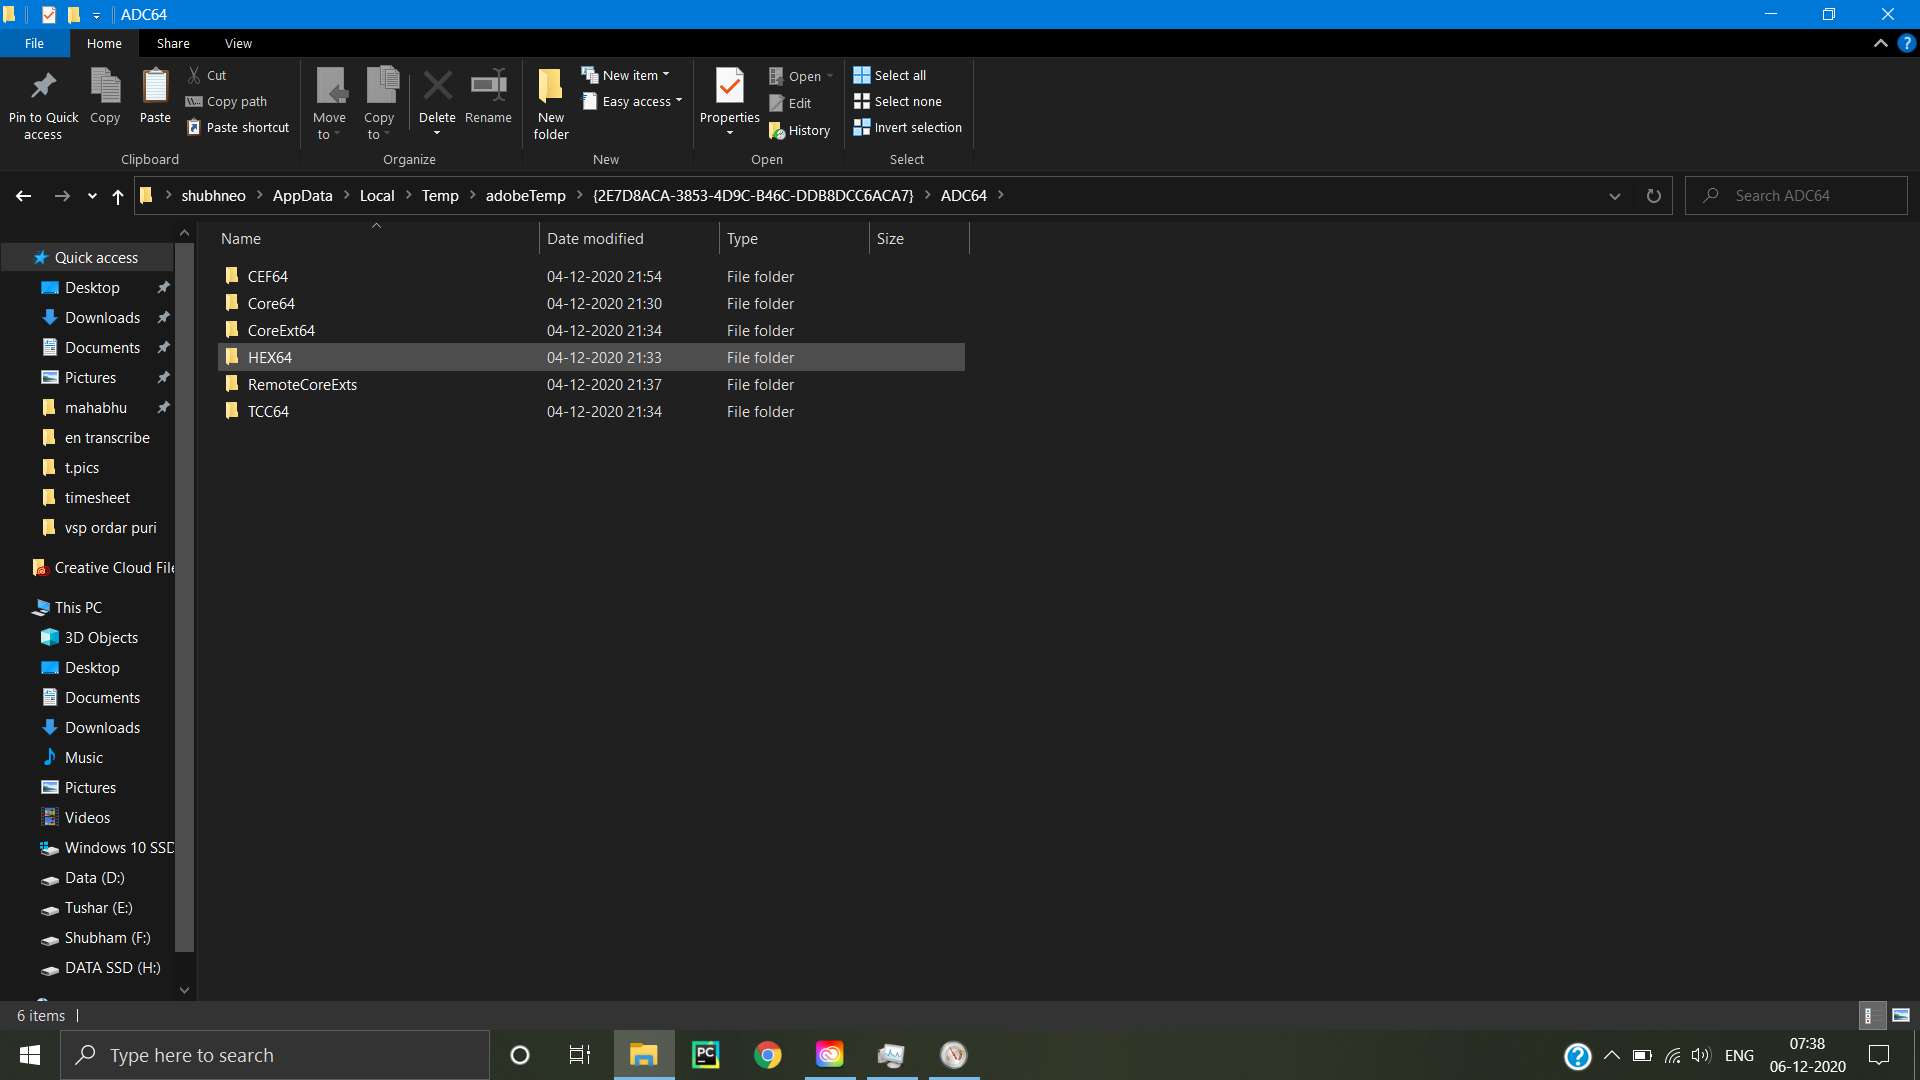 ADC64
File Home Share View
Pin to Quick access
Copy
Paste
Cut
Copy path
Paste shortcut
Clipboard
Move to
Copy to
Delete
Rename
Organize
New folder
New item
Easy access
New
Properties
Open
Edit
History
Open
Select all
Select none
Invert selection
Select
shubhneo > AppData > Local > Temp > adobeTemp > {2E7D8ACA-3853-4D9C-B46C-DDB8DCC6ACA7} > ADC64 >
Search ADC64
Quick access
Desktop
Downloads
Documents
Pictures
mahabhu
en transcribe
t.pics
timesheet
vsp ordar puri
Creative Cloud File
This PC
3D Objects
Desktop
Documents
Downloads
Music
Pictures
Videos
Windows 10 SSD
Data (D:)
Tushar (E:)
Shubham (F:)
DATA SSD (H:)
Name Date modified Type Size
CEF64 04-12-2020 21:54 File folder
Core64 04-12-2020 21:30 File folder
CoreExt64 04-12-2020 21:34 File folder
HEX64 04-12-2020 21:33 File folder
RemoteCoreExts 04-12-2020 21:37 File folder
TCC64 04-12-2020 21:34 File folder
6 items
Type here to search
PC
ENG
07:38
06-12-2020